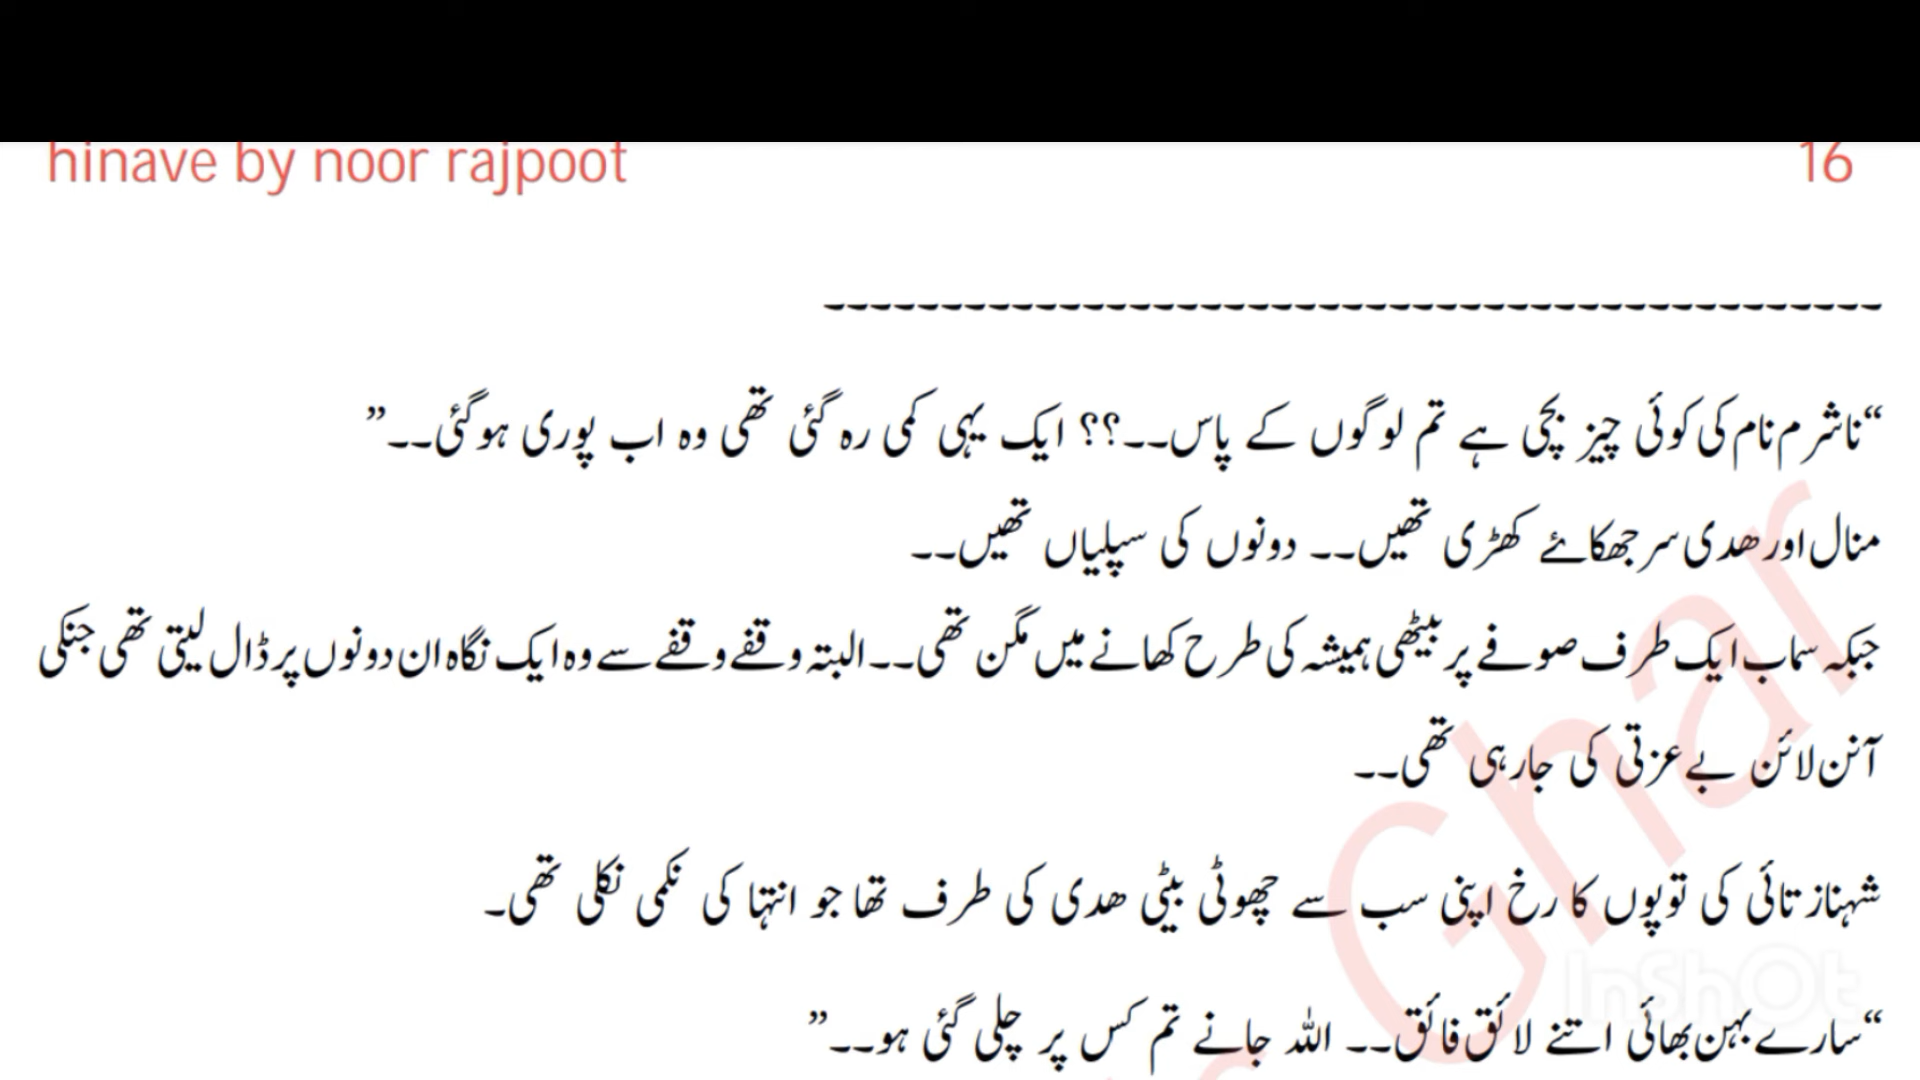 hinave by noor rajpoot 16
---------------------------------------------
“ناشرم نام کی کوئی چیز بچی ہے تم لوگوں کے پاس۔۔؟؟ ایک یہی کمی رہ گئی تھی وہ اب پوری ہوگئی۔۔”
منال اور ھدی سر جھکائے کھڑی تھیں۔۔ دونوں کی سپلیاں تھیں۔۔
جبکہ سماب ایک طرف صوفے پر بیٹھی ہمیشہ کی طرح کھانے میں مگن تھی۔۔ البتہ وقفے وقفے سے وہ ایک نگاہ ان دونوں پر ڈال لیتی تھی جنکی
آنن لائن بے عزتی کی جارہی تھی۔۔
شہناز تائی کی توپوں کا رخ اپنی سب سے چھوٹی بیٹی ھدی کی طرف تھا جو انتہا کی نکمی نکلی تھی۔
“سارے بہن بھائی اتنے لائق فائق۔۔ اللہ جانے تم کس پر چلی گئی ہو۔۔”
Ghar
InShOt